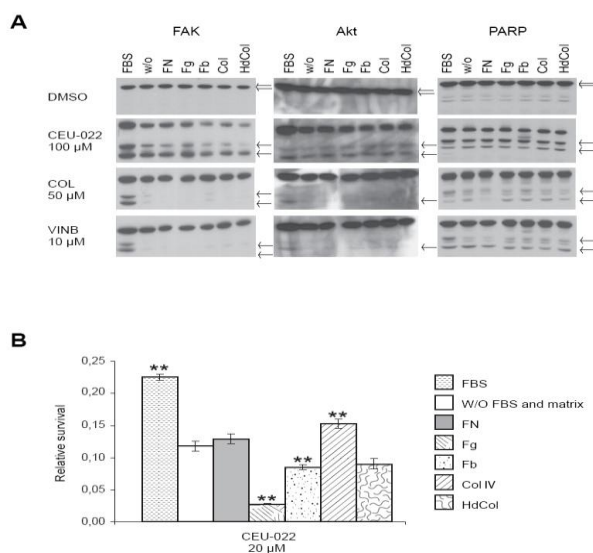 A
FAK Akt PARP
FBS w/o FN Fg Fb Col HdCol FBS w/o FN Fg Fb Col HdCol FBS w/o FN Fg Fb Col HdCol
DMSO
CEU-022
100 µM
COL
50 µM
VINB
10 µM
B
0,25
0,20
0,15
0,10
0,05
0,00
Relative survival
**
**
**
**
CEU-022
20 µM
FBS
W/O FBS and matrix
FN
Fg
Fb
Col IV
HdCol